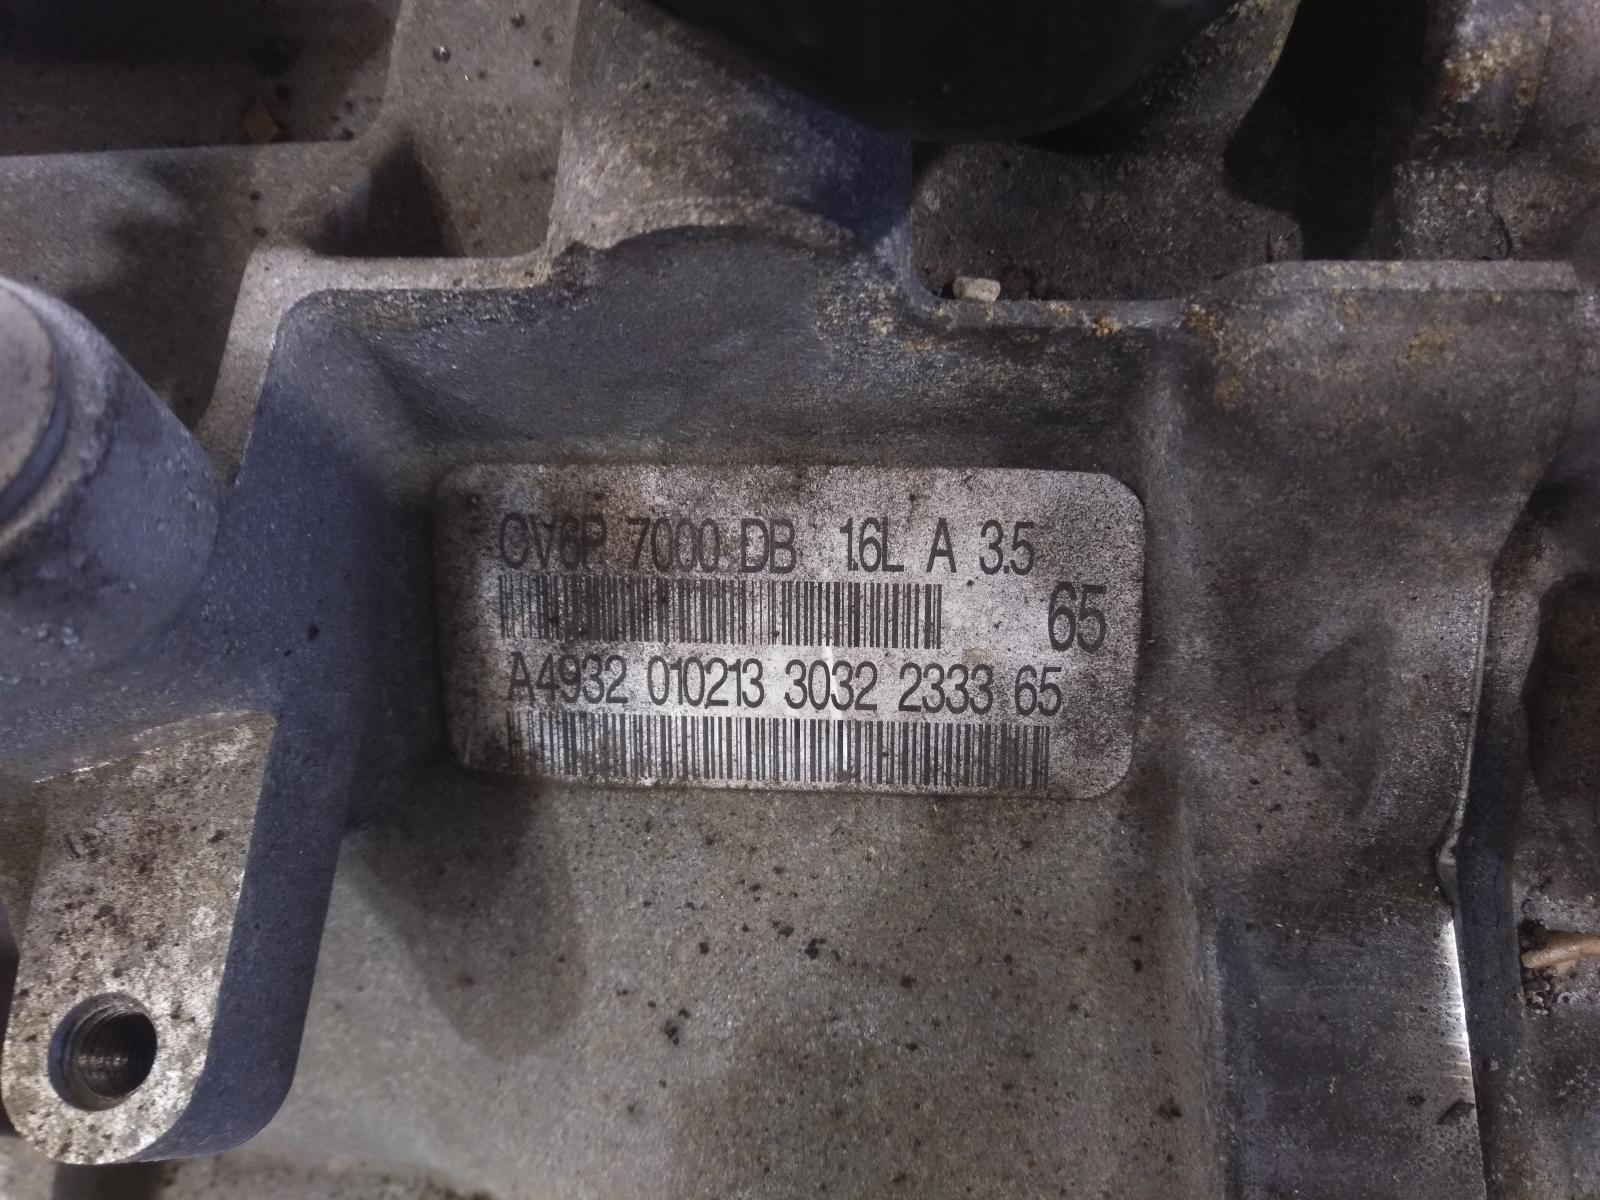 CV6P 7000-DB 1.6L A 3.5
65
A4932 010213 3032 2333 65